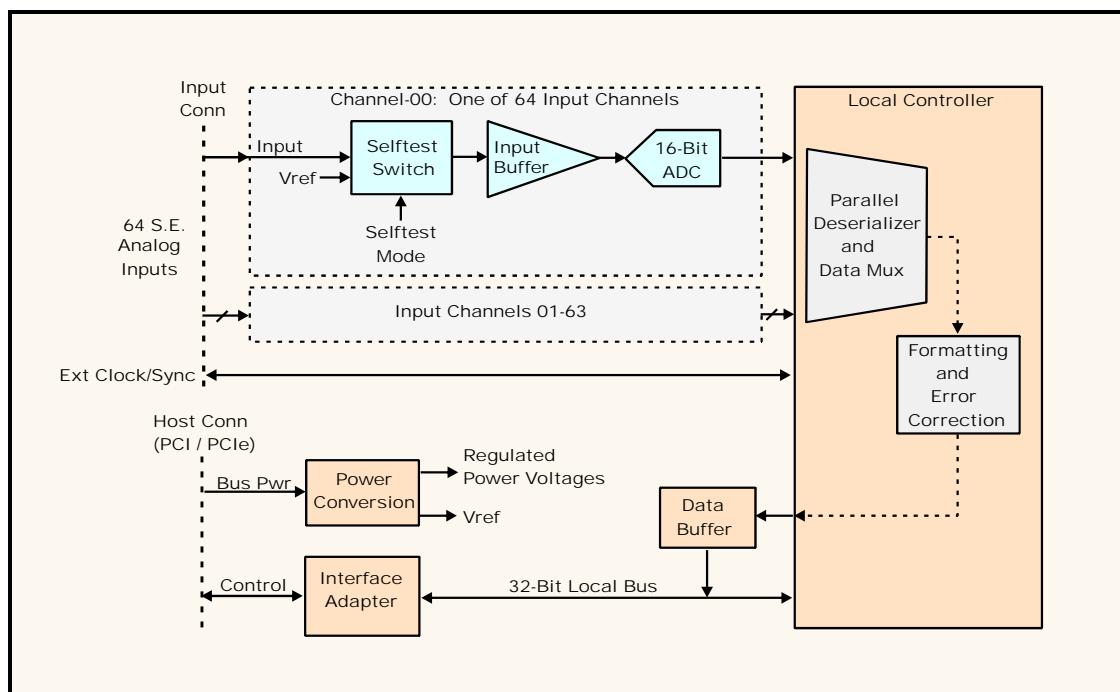 Input
Conn
Channel-00:  One of 64 Input Channels
Input
Vref
Selftest
Switch
Selftest
Mode
Input
Buffer
16-Bit
ADC
64 S.E.
Analog
Inputs
Input Channels 01-63
Ext Clock/Sync
Local Controller
Parallel
Deserializer
and
Data Mux
Formatting
and
Error
Correction
Host Conn
(PCI / PCIe)
Bus Pwr
Power
Conversion
Regulated
Power Voltages
Vref
Data
Buffer
Control
Interface
Adapter
32-Bit Local Bus